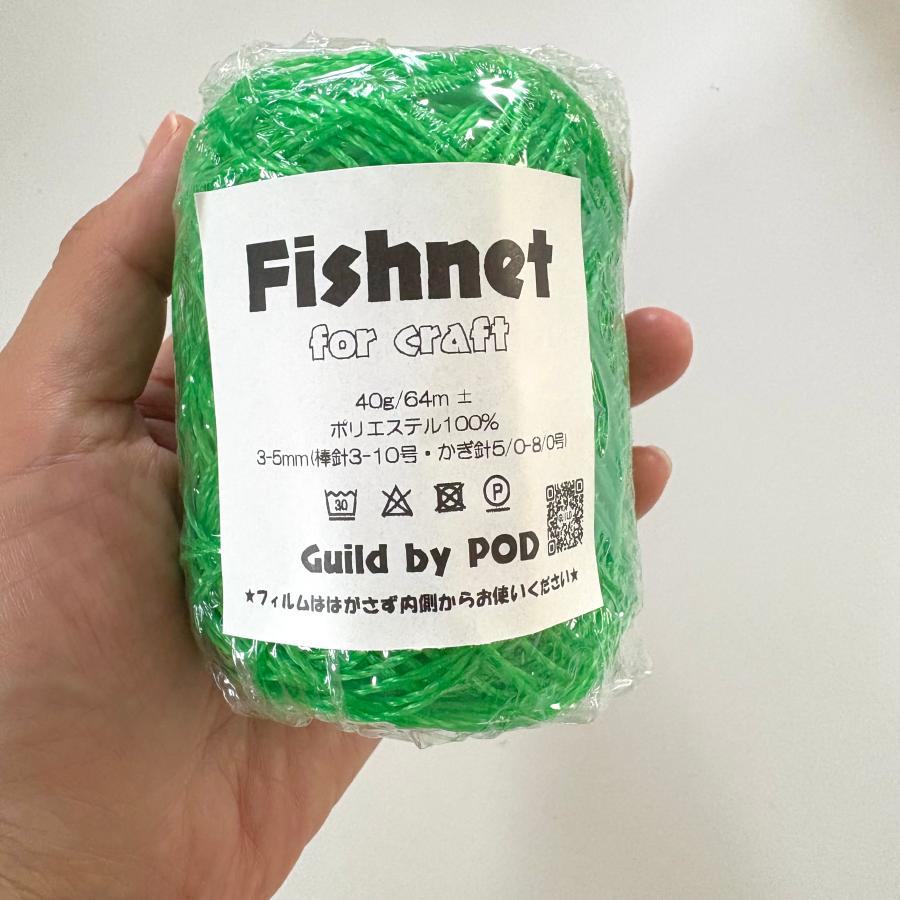 Fishnet
for craft
40g/64m ±
ポリエステル100%
3-5mm(棒針3-10号・かぎ針5/0-8/0号)
30
P
Guild by POD
★フィルムははがさず内側からお使いください★